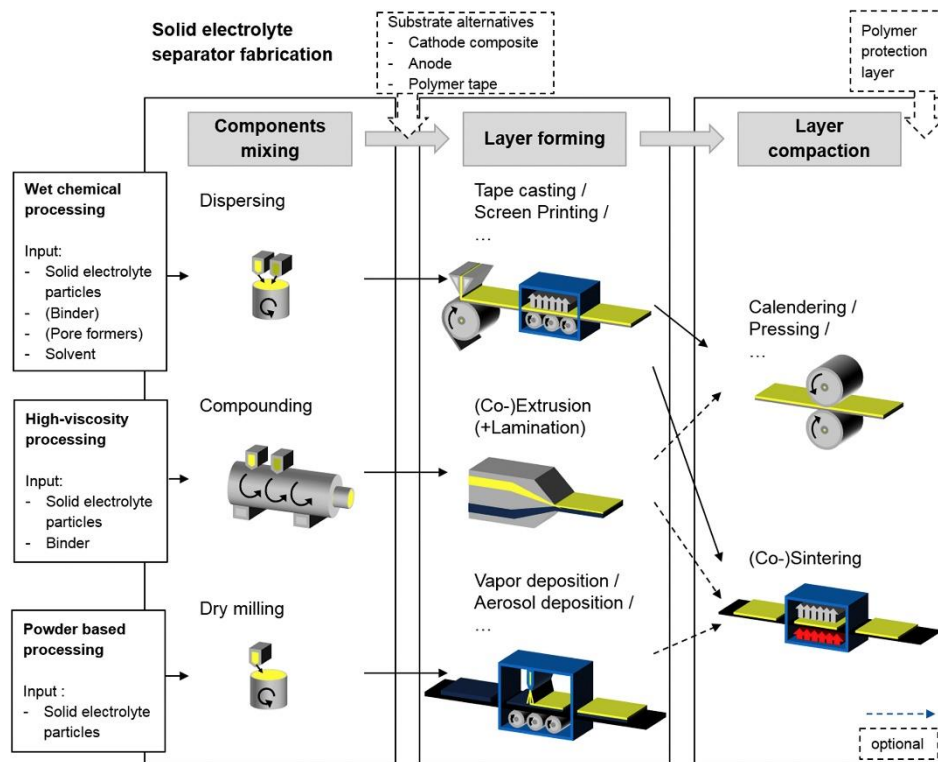 Solid electrolyte
separator fabrication
Substrate alternatives
- Cathode composite
- Anode
- Polymer tape
Polymer
protection
layer
Components
mixing
Layer forming
Layer
compaction
Wet chemical
processing
Input:
- Solid electrolyte
particles
- (Binder)
- (Pore formers)
- Solvent
Dispersing
Tape casting /
Screen Printing /
...
Calendering /
Pressing /
...
High-viscosity
processing
Input:
- Solid electrolyte
particles
- Binder
Compounding
(Co-)Extrusion
(+Lamination)
(Co-)Sintering
Powder based
processing
Input :
- Solid electrolyte
particles
Dry milling
Vapor deposition /
Aerosol deposition /
...
optional